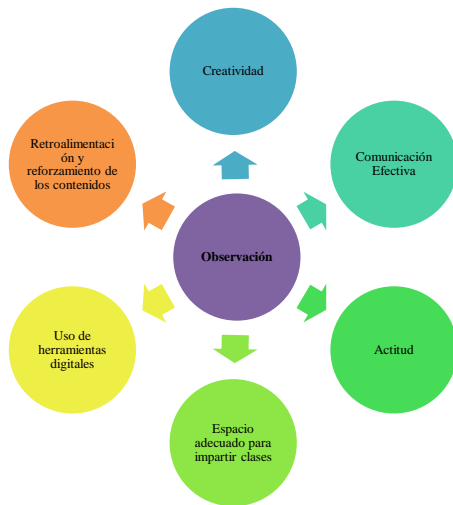 Creatividad
Retroalimentaci
ón y
reforzamiento de
los contenidos
Comunicación
Efectiva
Observación
Uso de
herramientas
digitales
Actitud
Espacio
adecuado para
impartir clases